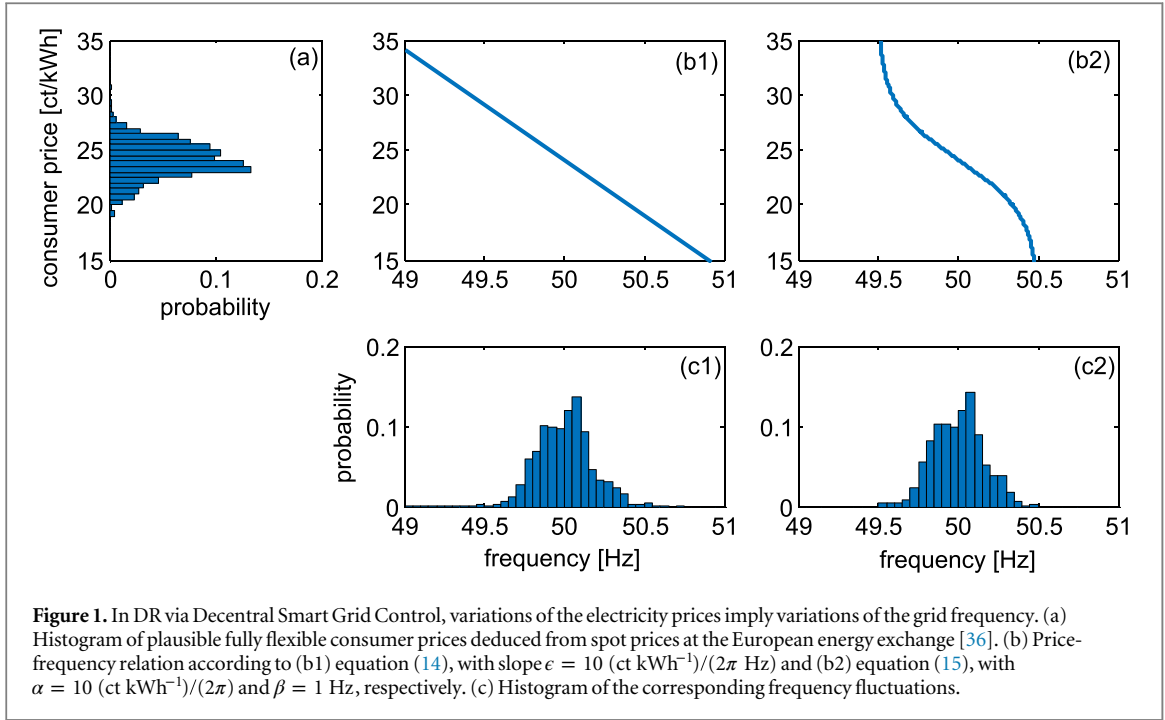 (a)
consumer price [ct/kWh]
35
30
25
20
15
0 0.1 0.2
probability
(b1)
35
30
25
20
15
49 49.5 50 50.5 51
(b2)
35
30
25
20
15
49 49.5 50 50.5 51
(c1)
probability
0.2
0.1
0
49 49.5 50 50.5 51
frequency [Hz]
(c2)
0.2
0.1
0
49 49.5 50 50.5 51
frequency [Hz]
Figure 1. In DR via Decentral Smart Grid Control, variations of the electricity prices imply variations of the grid frequency. (a)
Histogram of plausible fully flexible consumer prices deduced from spot prices at the European energy exchange [36]. (b) Price-
frequency relation according to (b1) equation (14), with slope ϵ = 10 (ct kWh⁻¹)/(2π Hz) and (b2) equation (15), with
α = 10 (ct kWh⁻¹)/(2π) and β = 1 Hz, respectively. (c) Histogram of the corresponding frequency fluctuations.